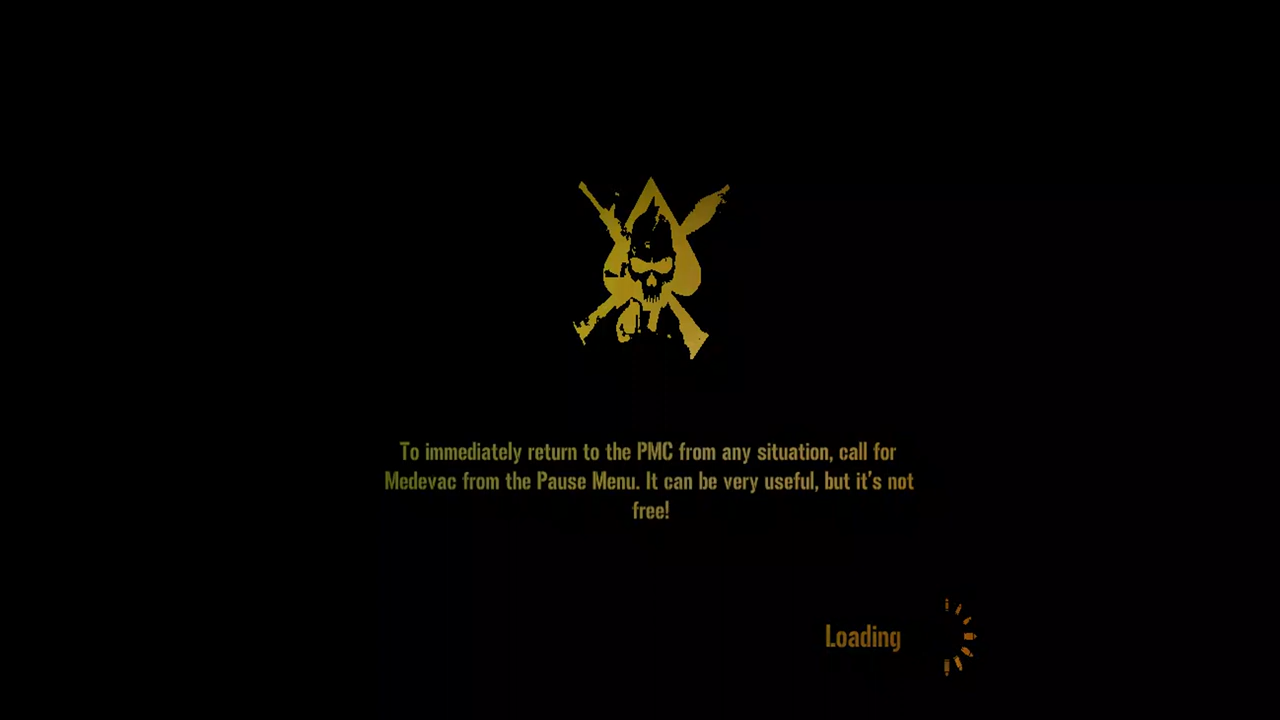 To immediately return to the PMC from any situation, call for
Medevac from the Pause Menu. It can be very useful, but it's not
free!
Loading